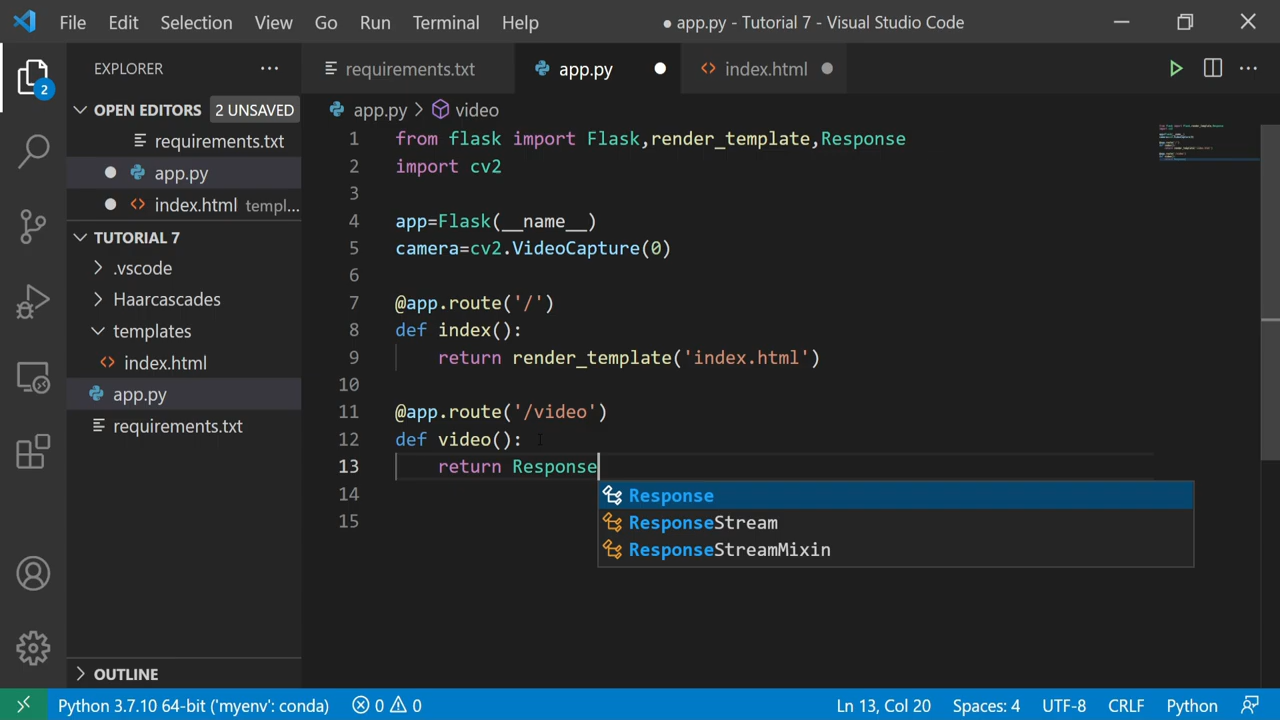 File Edit Selection View Go Run Terminal Help ● app.py - Tutorial 7 - Visual Studio Code
EXPLORER ···
requirements.txt app.py ● index.html ●
OPEN EDITORS 2 UNSAVED
requirements.txt
● app.py
● index.html templ...
TUTORIAL 7
.vscode
Haarcascades
templates
index.html
app.py
requirements.txt
OUTLINE
2
app.py > video
1 from flask import Flask,render_template,Response
2 import cv2
3
4 app=Flask(__name__)
5 camera=cv2.VideoCapture(0)
6
7 @app.route('/')
8 def index():
9     return render_template('index.html')
10
11 @app.route('/video')
12 def video():
13     return Response
14
15
Response
ResponseStream
ResponseStreamMixin
Python 3.7.10 64-bit ('myenv': conda) 0 0 Ln 13, Col 20 Spaces: 4 UTF-8 CRLF Python